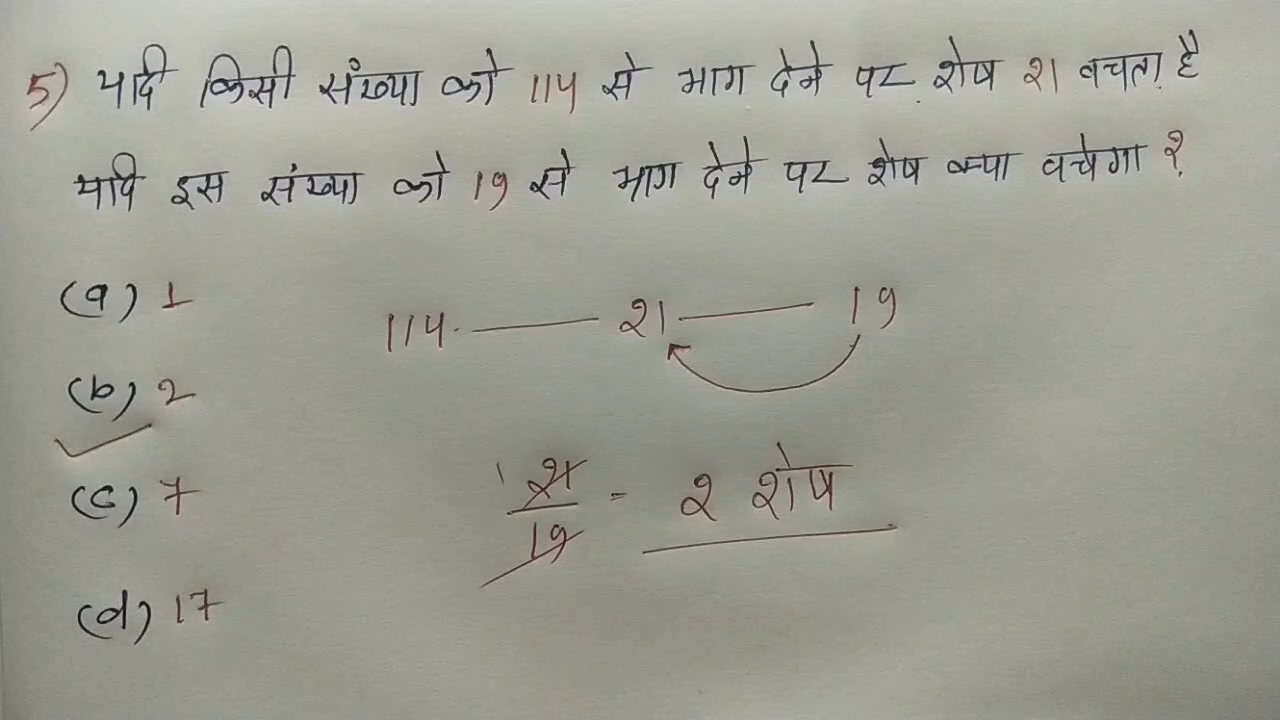 5) यदि किसी संख्या को 114 से भाग देने पर शेष 21 बचता है
यदि इस संख्या को 19 से भाग देने पर शेष क्या बचेगा ?
(a) 1
114 21 19
(b) 2
21/19 = 2 शेष
(c) 7
(d) 17